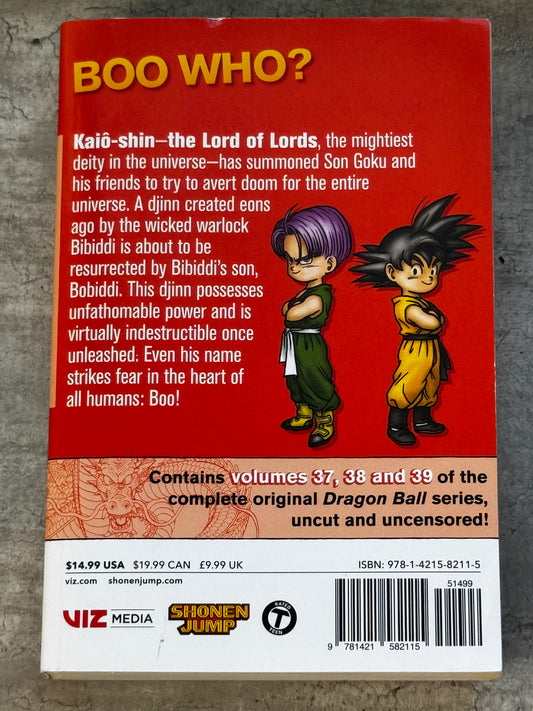 BOO WHO?
Kaiô-shin—the Lord of Lords, the mightiest
deity in the universe—has summoned Son Goku and
his friends to try to avert doom for the entire
universe. A djinn created eons
ago by the wicked warlock
Bibiddi is about to be
resurrected by Bibiddi's son,
Bobiddi. This djinn possesses
unfathomable power and is
virtually indestructible once
unleashed. Even his name
strikes fear in the heart of
all humans: Boo!
Contains volumes 37, 38 and 39 of the
complete original Dragon Ball series,
uncut and uncensored!
$14.99 USA $19.99 CAN £9.99 UK
viz.com shonenjump.com
ISBN: 978-1-4215-8211-5
51499
VIZ MEDIA
SHONEN
JUMP
RATED
T
TEEN
9 781421 582115